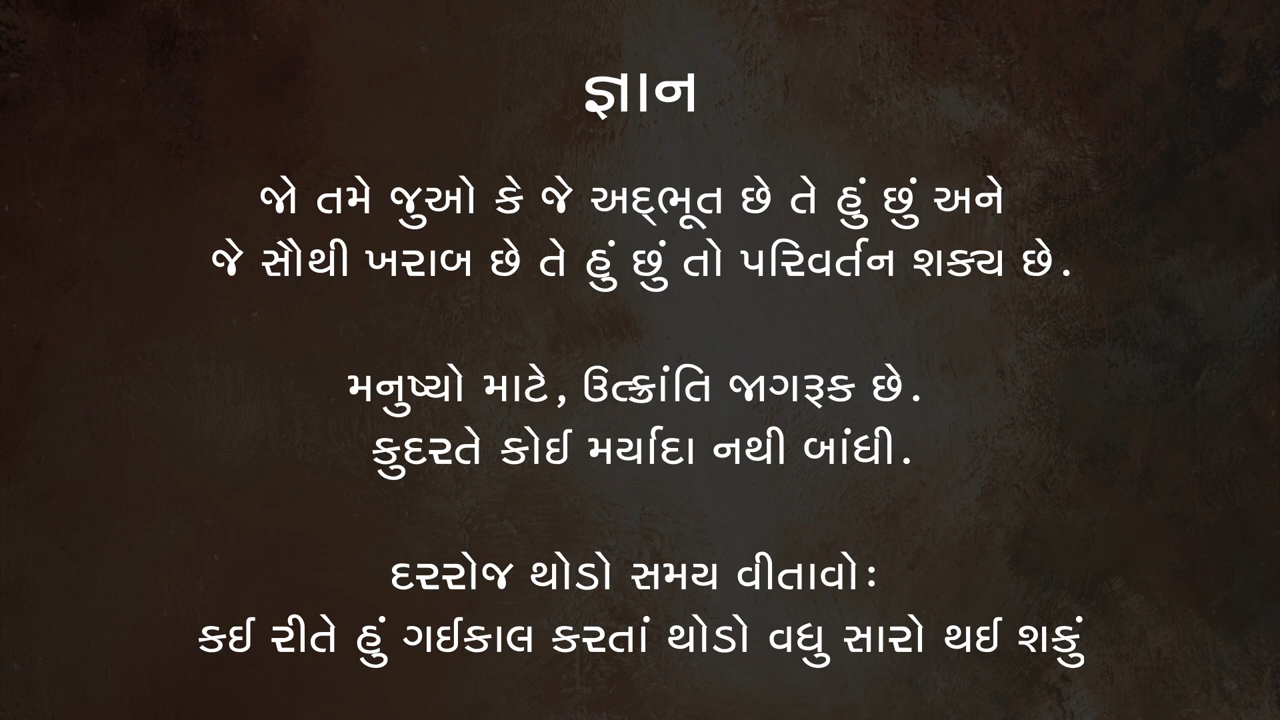 જ્ઞાન
જો તમે જુઓ કે જે અદ્ભૂત છે તે હું છું અને
જે સૌથી ખરાબ છે તે હું છું તો પરિવર્તન શક્ય છે.
મનુષ્યો માટે, ઉત્ક્રાંતિ જાગરૂક છે.
કુદરતે કોઈ મર્યાદા નથી બાંધી.
દરરોજ થોડો સમય વીતાવોઃ
કઈ રીતે હું ગઈકાલ કરતાં થોડો વધુ સારો થઈ શકું